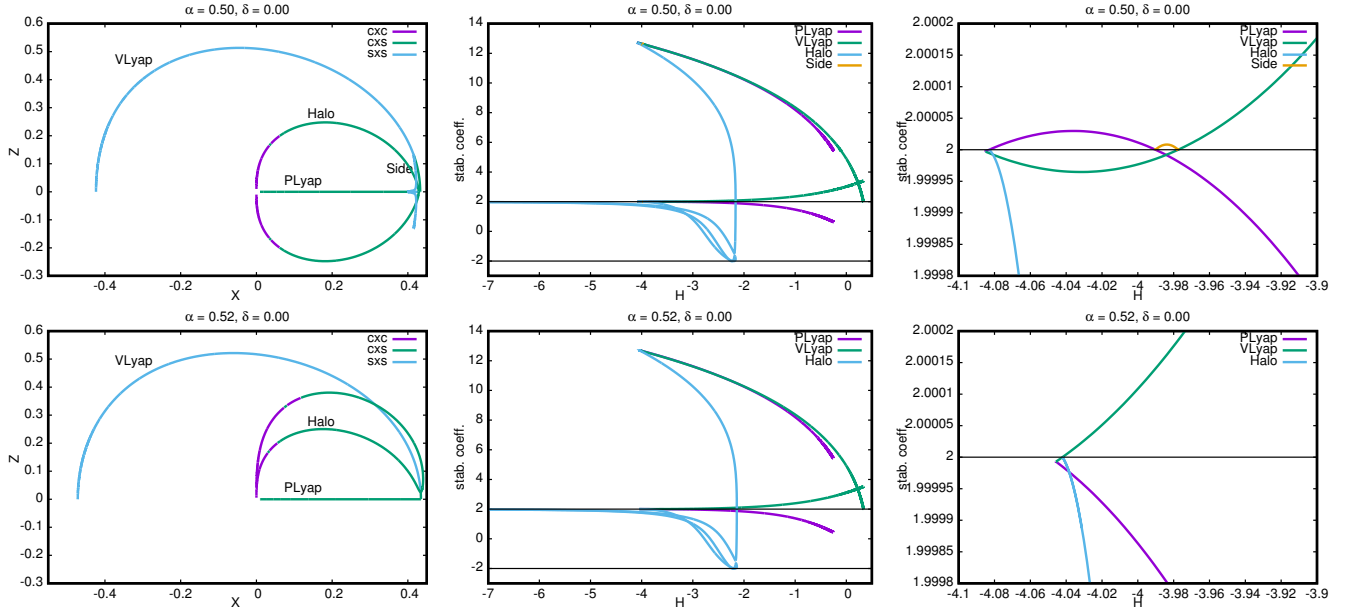 α = 0.50, δ = 0.00
0.6
0.5
0.4
0.3
0.2
0.1
0
-0.1
-0.2
-0.3
Z
-0.4
-0.2
0
0.2
0.4
X
cxc
cxs
sxs
VLyap
Halo
Side
PLyap
α = 0.50, δ = 0.00
14
12
10
8
6
4
2
0
-2
stab. coeff.
-7
-6
-5
-4
-3
-2
-1
0
H
PLyap
VLyap
Halo
Side
α = 0.50, δ = 0.00
2.0002
2.00015
2.0001
2.00005
2
1.99995
1.9999
1.99985
1.9998
stab. coeff.
-4.1
-4.08
-4.06
-4.04
-4.02
-4
-3.98
-3.96
-3.94
-3.92
-3.9
H
PLyap
VLyap
Halo
Side
α = 0.52, δ = 0.00
0.6
0.5
0.4
0.3
0.2
0.1
0
-0.1
-0.2
-0.3
Z
-0.4
-0.2
0
0.2
0.4
X
cxc
cxs
sxs
VLyap
Halo
PLyap
α = 0.52, δ = 0.00
14
12
10
8
6
4
2
0
-2
stab. coeff.
-7
-6
-5
-4
-3
-2
-1
0
H
PLyap
VLyap
Halo
α = 0.52, δ = 0.00
2.0002
2.00015
2.0001
2.00005
2
1.99995
1.9999
1.99985
1.9998
stab. coeff.
-4.1
-4.08
-4.06
-4.04
-4.02
-4
-3.98
-3.96
-3.94
-3.92
-3.9
H
PLyap
VLyap
Halo